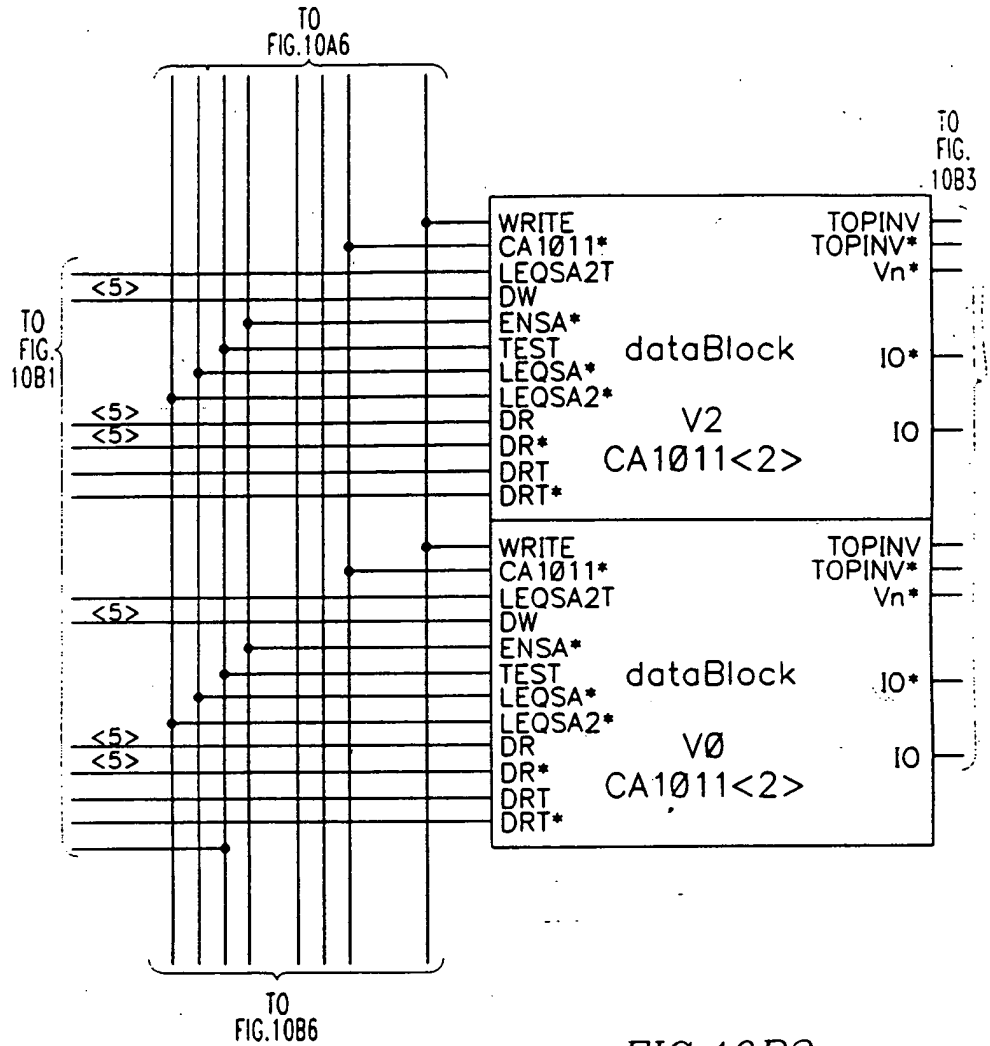 TO
FIG.10A6
TO
FIG.
10B3
TO
FIG.
10B1
<5>
<5>
<5>
<5>
<5>
<5>
WRITE
CA1011*
LEQSA2T
DW
ENSA*
TEST
LEQSA*
LEQSA2*
DR
DR*
DRT
DRT*
dataBlock
V2
CA1011<2>
TOPINV
TOPINV*
Vn*
IO*
IO
WRITE
CA1011*
LEQSA2T
DW
ENSA*
TEST
LEQSA*
LEQSA2*
DR
DR*
DRT
DRT*
dataBlock
V0
CA1011<2>
TOPINV
TOPINV*
Vn*
IO*
IO
TO
FIG.10B6